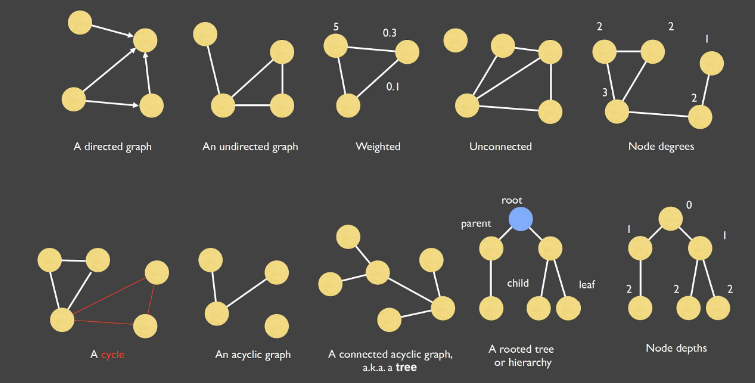 5
0.3
0.1
2
2
1
3
2
A directed graph
An undirected graph
Weighted
Unconnected
Node degrees
root
parent
child
leaf
0
1
1
2
2
2
A cycle
An acyclic graph
A connected acyclic graph,
a.k.a. a tree
A rooted tree
or hierarchy
Node depths